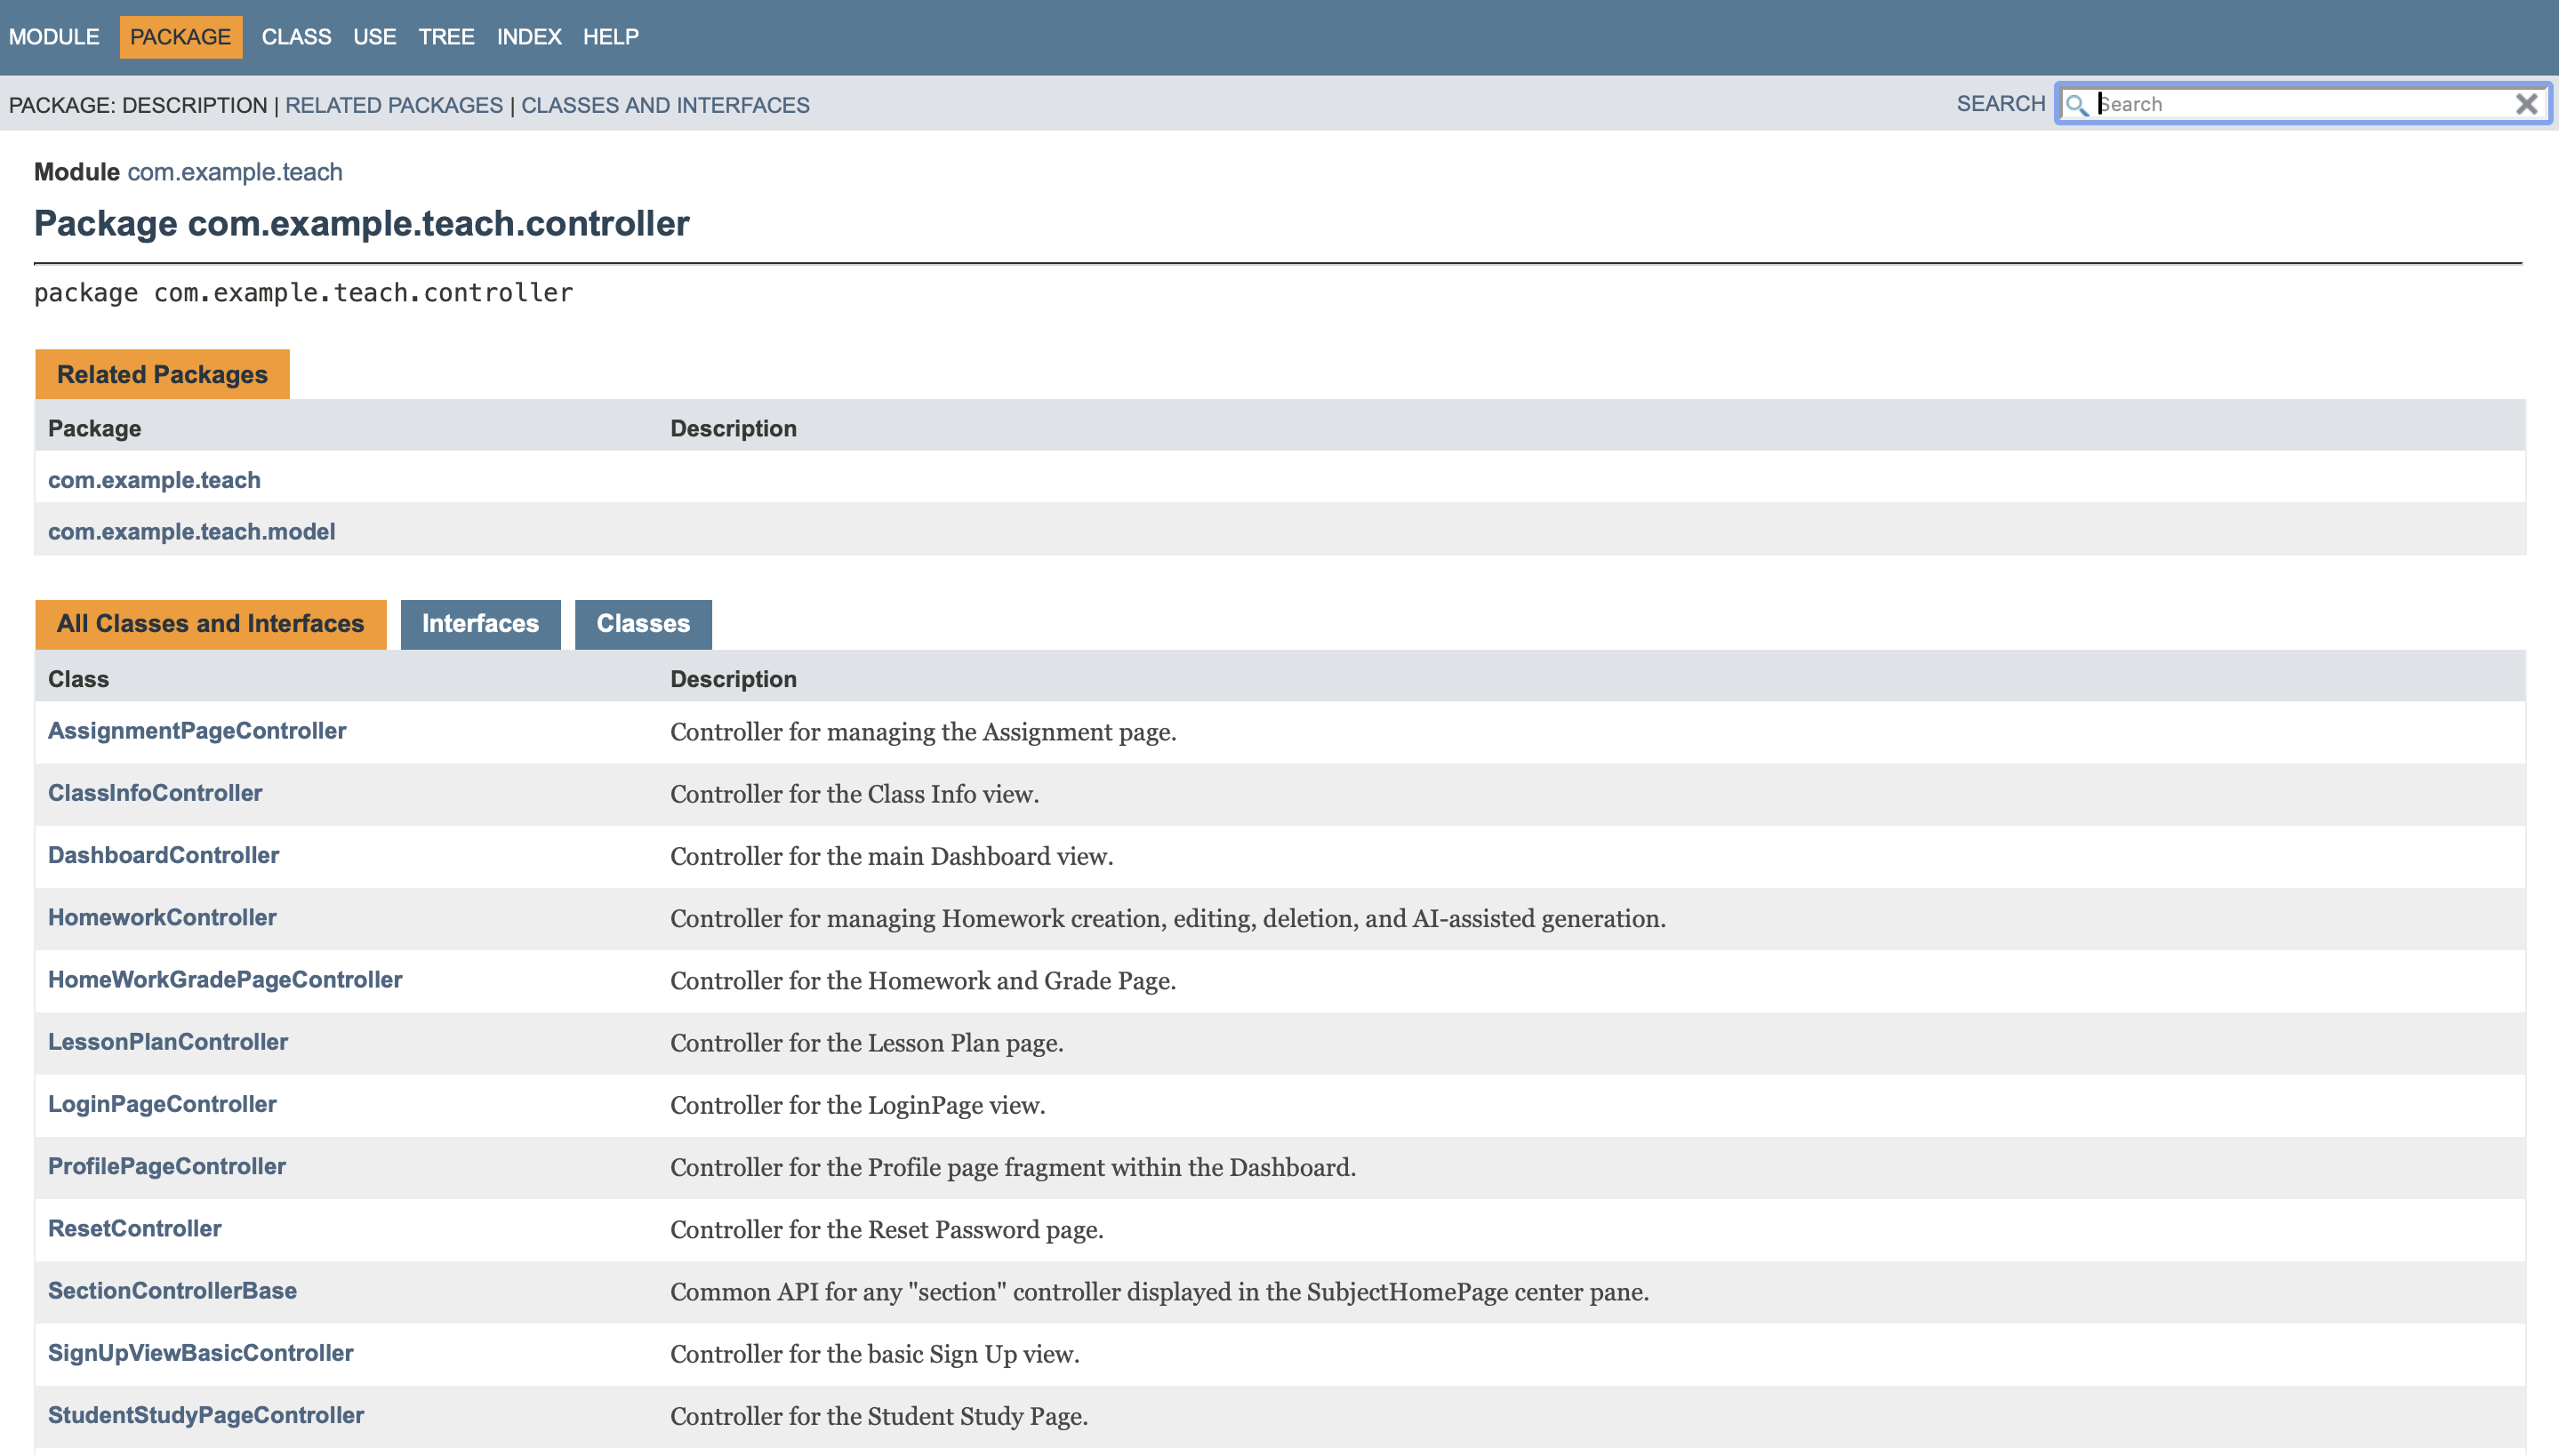 MODULE PACKAGE CLASS USE TREE INDEX HELP
PACKAGE: DESCRIPTION | RELATED PACKAGES | CLASSES AND INTERFACES SEARCH Search
Module com.example.teach
Package com.example.teach.controller
package com.example.teach.controller
Related Packages
Package Description
com.example.teach
com.example.teach.model
All Classes and Interfaces Interfaces Classes
Class Description
AssignmentPageController Controller for managing the Assignment page.
ClassInfoController Controller for the Class Info view.
DashboardController Controller for the main Dashboard view.
HomeworkController Controller for managing Homework creation, editing, deletion, and AI-assisted generation.
HomeWorkGradePageController Controller for the Homework and Grade Page.
LessonPlanController Controller for the Lesson Plan page.
LoginPageController Controller for the LoginPage view.
ProfilePageController Controller for the Profile page fragment within the Dashboard.
ResetController Controller for the Reset Password page.
SectionControllerBase Common API for any "section" controller displayed in the SubjectHomePage center pane.
SignUpViewBasicController Controller for the basic Sign Up view.
StudentStudyPageController Controller for the Student Study Page.